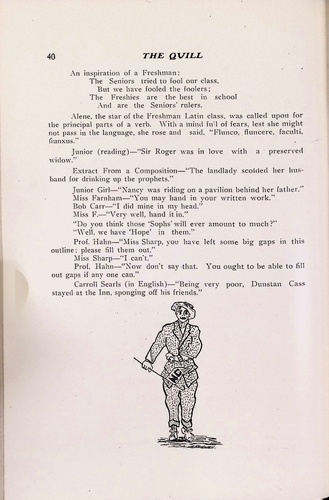 40
THE QUILL
An inspiration of a Freshman:
The Seniors tried to fool our class,
But we have fooled the foolers;
The Freshies are the best in school
And are the Seniors' rulers.
Alene, the star of the Freshman Latin class, was called upon for
the principal parts of a verb. With a mind full of fears, lest she might
not pass in the language, she rose and said, "Flunco, fluncere, faculti,
flunxus."
Junior (reading)—"Sir Roger was in love with a preserved
widow."
Extract From a Composition—"The landlady scolded her hus-
band for drinking up the prophets."
Junior Girl—"Nancy was riding on a pavilion behind her father."
Miss Farnham—"You may hand in your written work."
Bob Carr—"I did mine in my head."
Miss F.—"Very well, hand it in."
"Do you think those 'Sophs' will ever amount to much?"
"Well, we have 'Hope' in them."
Prof. Hahn—"Miss Sharp, you have left some big gaps in this
outline; please fill them out."
Miss Sharp—"I can't."
Prof. Hahn—"Now don't say that. You ought to be able to fill
out gaps if any one can."
Carroll Searls (in English)—"Being very poor, Dunstan Cass
stayed at the Inn, sponging off his friends."